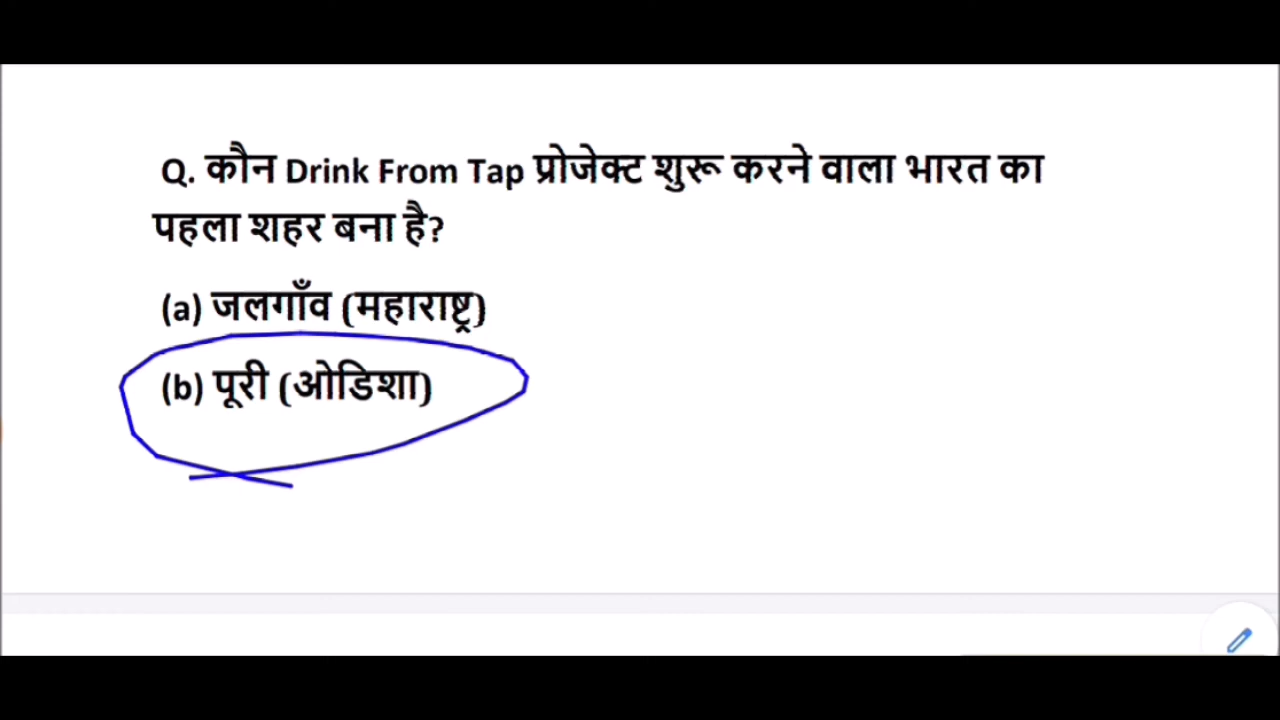 Q. कौन Drink From Tap प्रोजेक्ट शुरू करने वाला भारत का
पहला शहर बना है?
(a) जलगाँव (महाराष्ट्र)
(b) पूरी (ओडिशा)